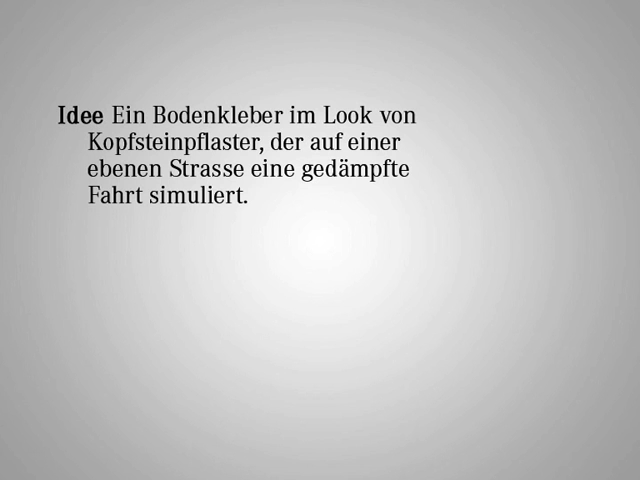 Idee Ein Bodenkleber im Look von
Kopfsteinpflaster, der auf einer
ebenen Strasse eine gedämpfte
Fahrt simuliert.